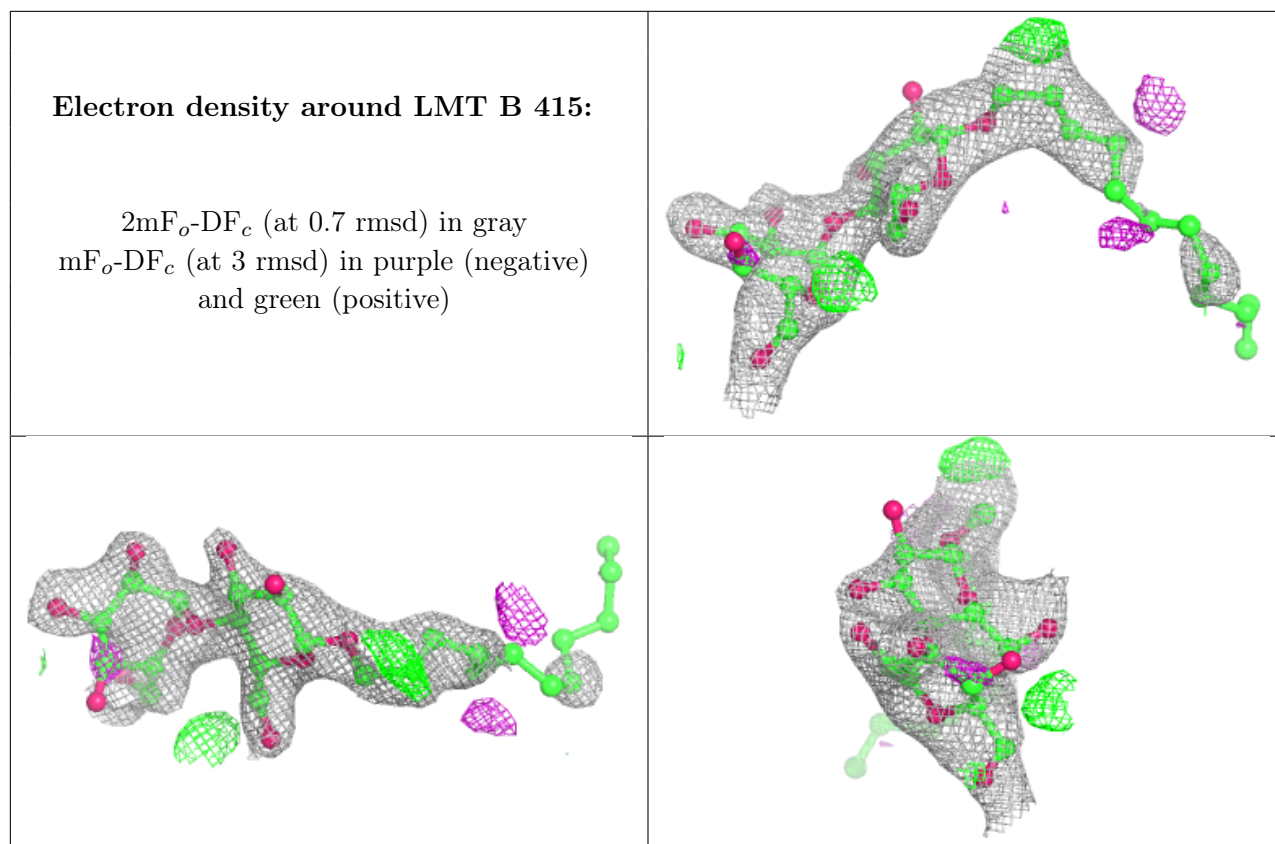 Electron density around LMT B 415:
2mF$_o$-DF$_c$ (at 0.7 rmsd) in gray
mF$_o$-DF$_c$ (at 3 rmsd) in purple (negative)
and green (positive)